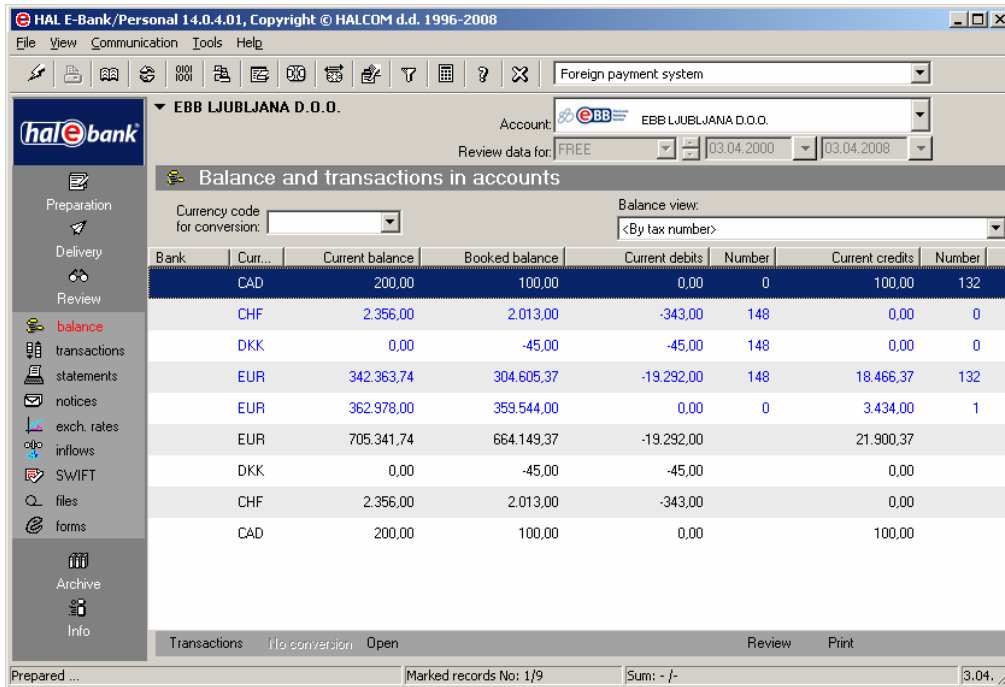 HAL E-Bank/Personal 14.0.4.01, Copyright © HALCOM d.d. 1996-2008
File View Communication Tools Help
Foreign payment system
hal e bank
EBB LJUBLJANA D.O.O.
Account: eBB EBB LJUBLJANA D.O.O.
Review data for: FREE 03.04.2000 03.04.2008
Balance and transactions in accounts
Preparation
Delivery
Review
balance
transactions
statements
notices
exch. rates
inflows
SWIFT
files
forms
Archive
Info
Currency code
for conversion:
Balance view:
<By tax number>
Bank Curr... Current balance Booked balance Current debits Number Current credits Number
CAD 200,00 100,00 0,00 0 100,00 132
CHF 2.356,00 2.013,00 -343,00 148 0,00 0
DKK 0,00 -45,00 -45,00 148 0,00 0
EUR 342.363,74 304.605,37 -19.292,00 148 18.466,37 132
EUR 362.978,00 359.544,00 0,00 0 3.434,00 1
EUR 705.341,74 664.149,37 -19.292,00 21.900,37
DKK 0,00 -45,00 -45,00 0,00
CHF 2.356,00 2.013,00 -343,00 0,00
CAD 200,00 100,00 0,00 100,00
Transactions No conversion Open Review Print
Prepared ... Marked records No: 1/9 Sum: - /- 3.04.